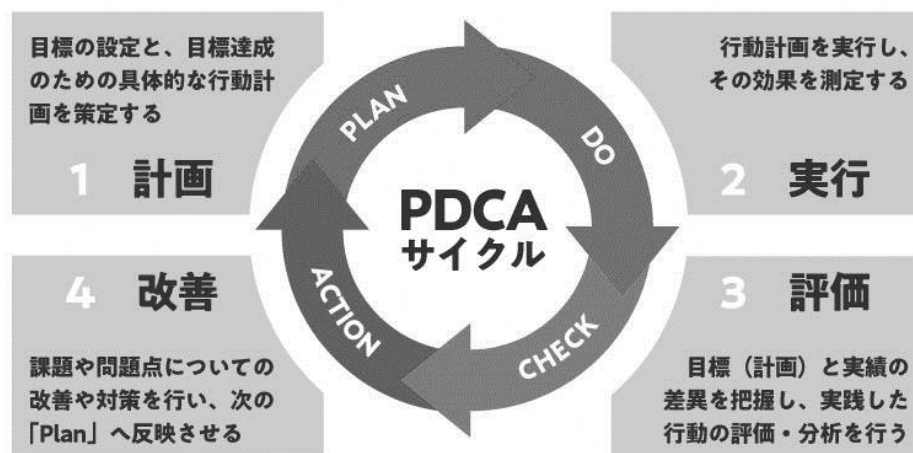 目標の設定と、目標達成
のための具体的な行動計
画を策定する
1 計画
行動計画を実行し、
その効果を測定する
2 実行
PLAN
DO
PDCA
サイクル
CHECK
ACTION
3 評価
目標（計画）と実績の
差異を把握し、実践した
行動の評価・分析を行う
4 改善
課題や問題点についての
改善や対策を行い、次の
「Plan」へ反映させる